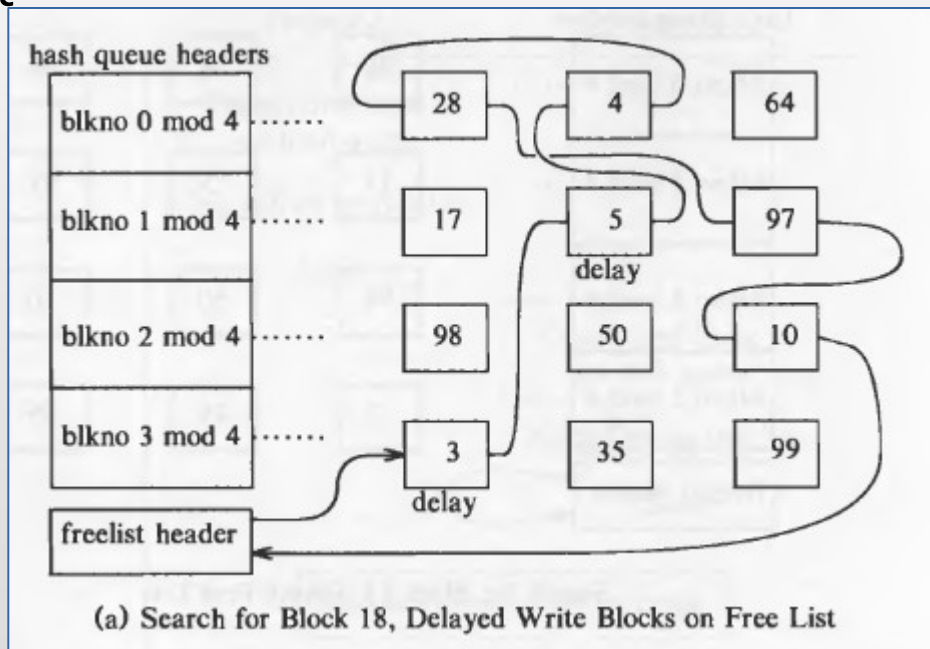 hash queue headers
blkno 0 mod 4 ...... 28 4 64
blkno 1 mod 4 ...... 17 5 97
delay
blkno 2 mod 4 ...... 98 50 10
blkno 3 mod 4 ...... 3 35 99
delay
freelist header
(a) Search for Block 18, Delayed Write Blocks on Free List